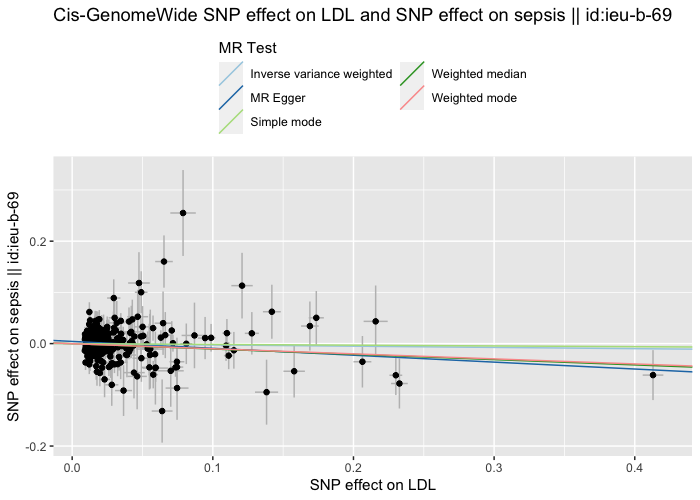 Cis-GenomeWide SNP effect on LDL and SNP effect on sepsis || id:ieu-b-69
MR Test
Inverse variance weighted
Weighted median
MR Egger
Weighted mode
Simple mode
SNP effect on sepsis || id:ieu-b-69
0.2
0.0
-0.2
0.0 0.1 0.2 0.3 0.4
SNP effect on LDL